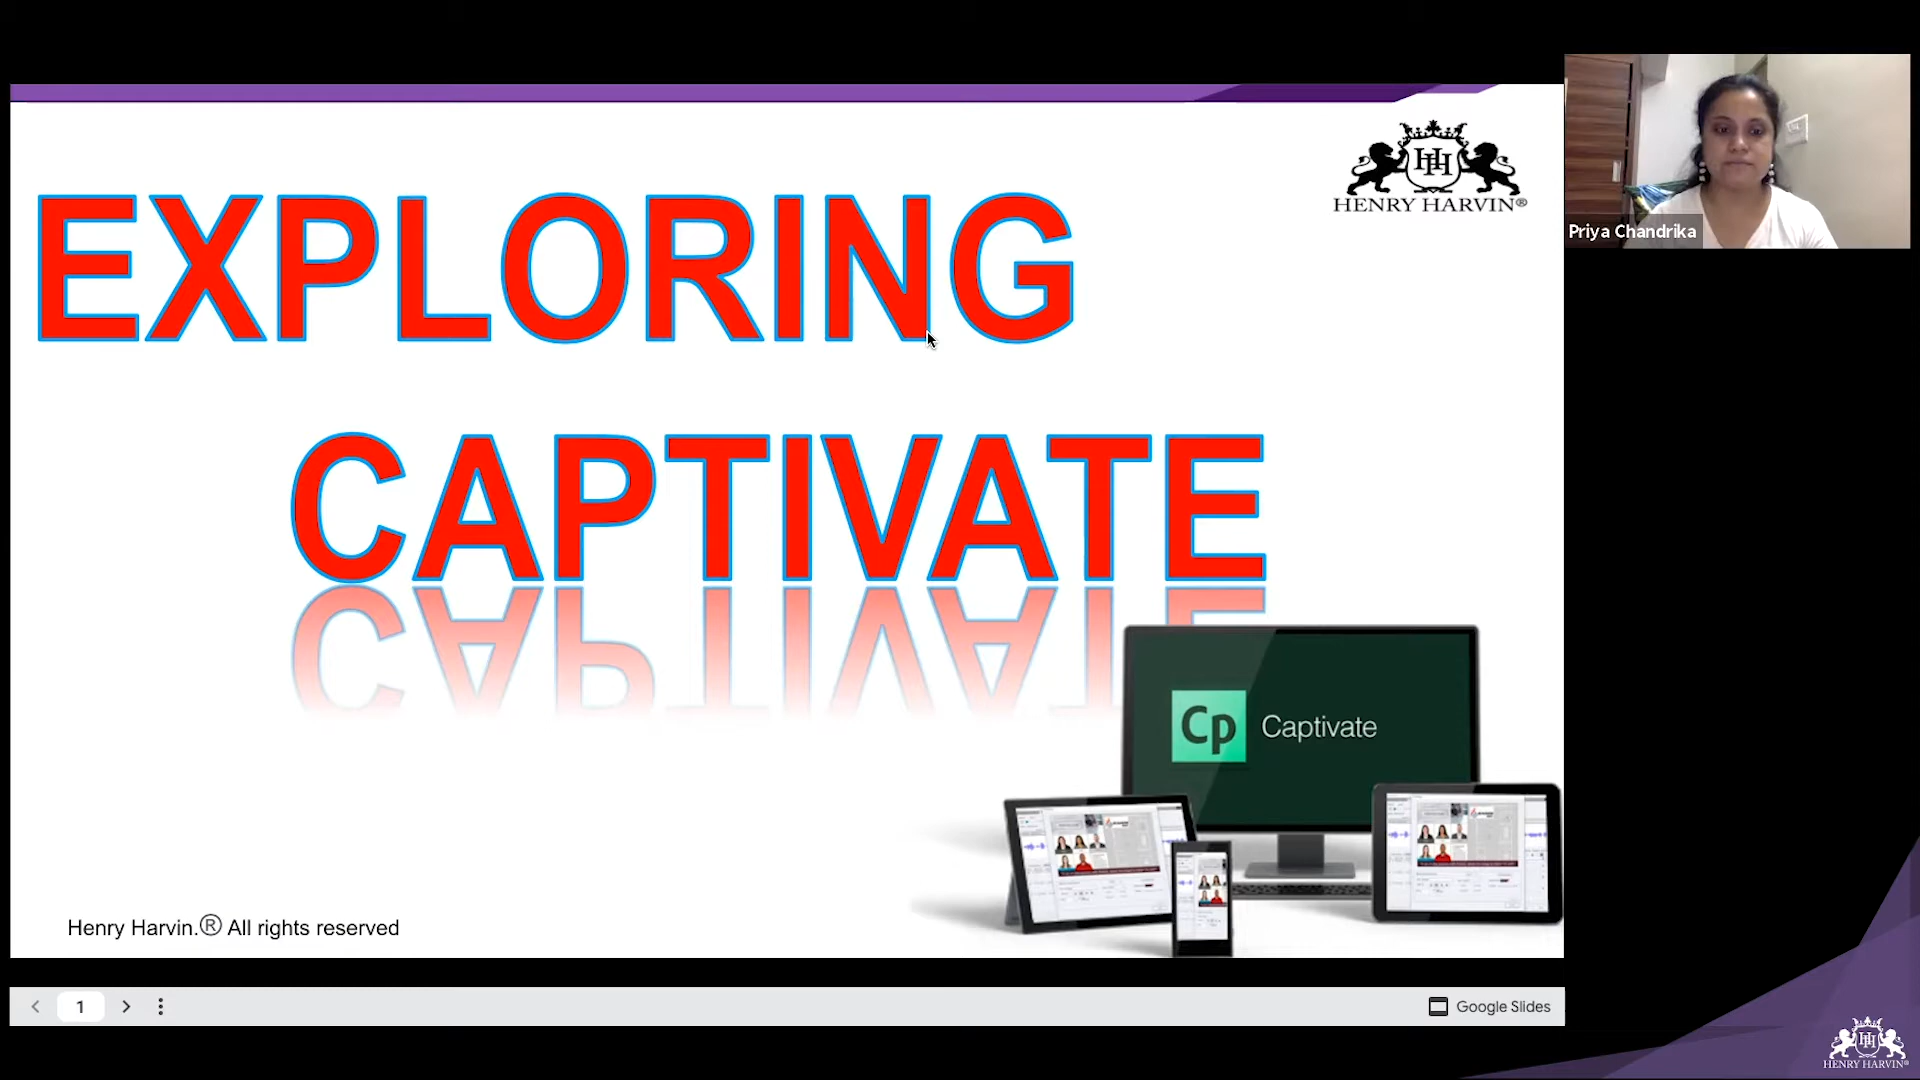 EXPLORING
HENRY HARVIN®
Priya Chandrika
CAPTIVATE
Cp Captivate
Henry Harvin.® All rights reserved
1
Google Slides
HENRY HARVIN®